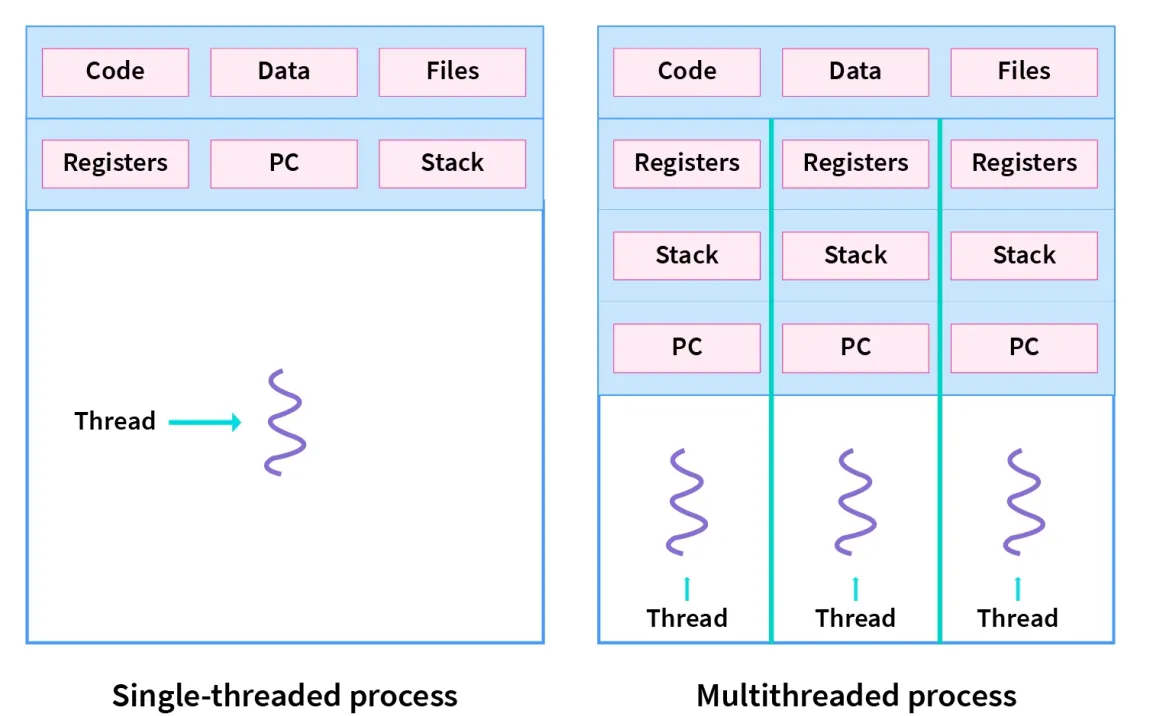 Code Data Files
Registers PC Stack
Thread
Single-threaded process
Code Data Files
Registers Registers Registers
Stack Stack Stack
PC PC PC
Thread Thread Thread
Multithreaded process